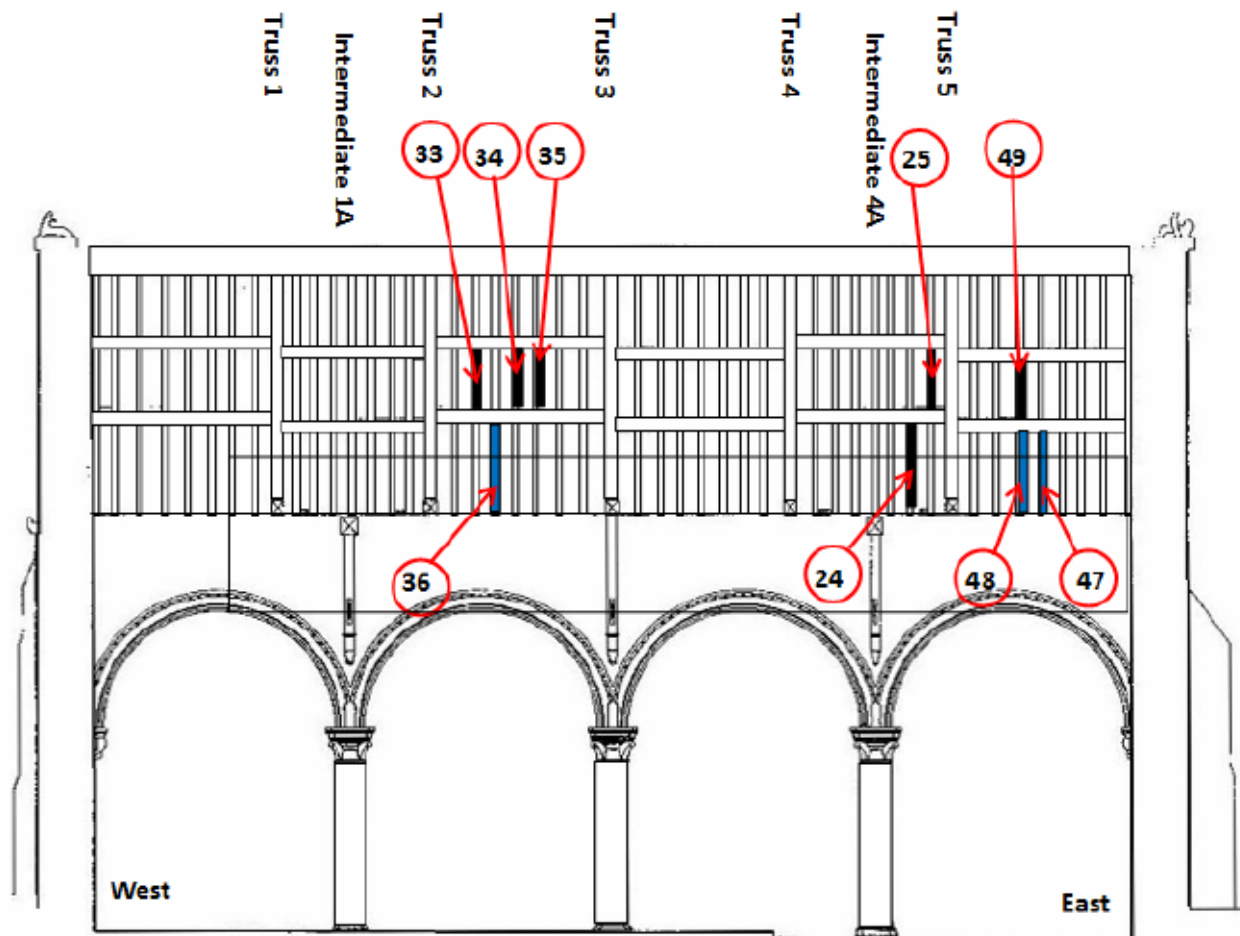 Truss 1
Intermediate 1A
Truss 2
Truss 3
Truss 4
Intermediate 4A
Truss 5
33
34
35
25
49
36
24
48
47
West
East